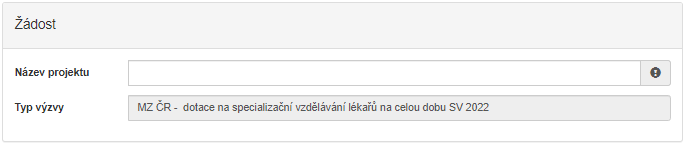 Žádost
Název projektu
Typ výzvy MZ ČR - dotace na specializační vzdělávání lékařů na celou dobu SV 2022